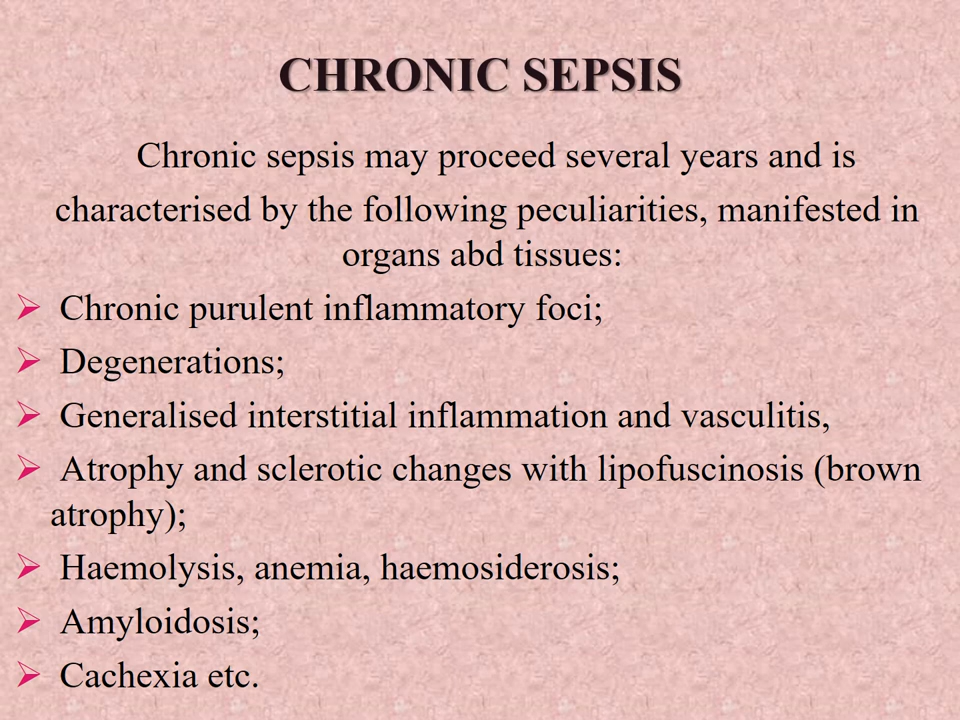 CHRONIC SEPSIS
Chronic sepsis may proceed several years and is
characterised by the following peculiarities, manifested in
organs abd tissues:
➢ Chronic purulent inflammatory foci;
➢ Degenerations;
➢ Generalised interstitial inflammation and vasculitis,
➢ Atrophy and sclerotic changes with lipofuscinosis (brown
atrophy);
➢ Haemolysis, anemia, haemosiderosis;
➢ Amyloidosis;
➢ Cachexia etc.